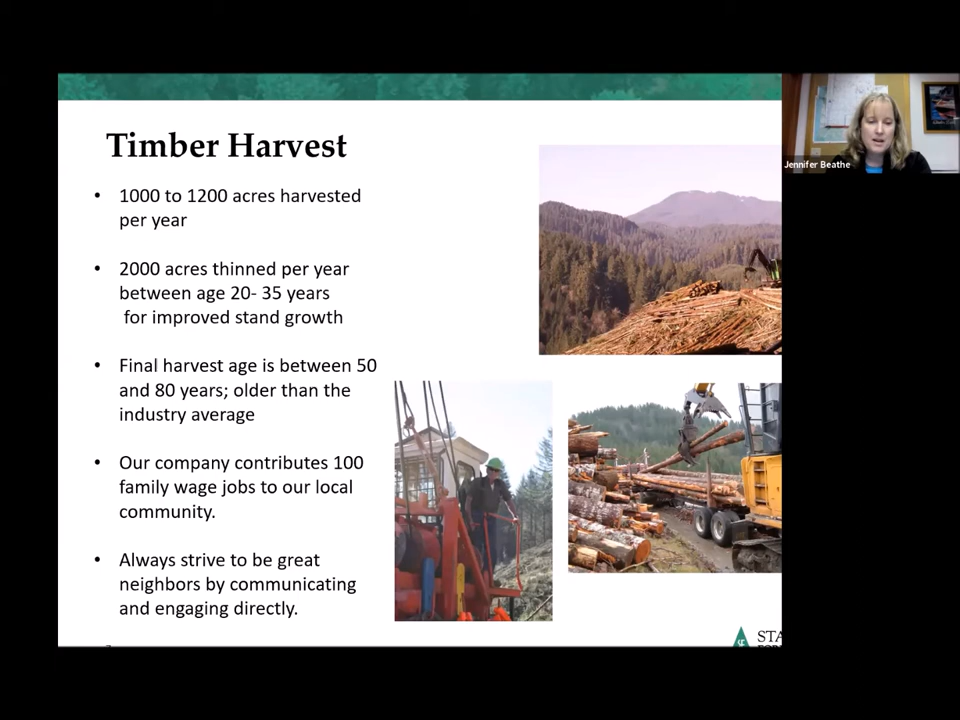 Timber Harvest
• 1000 to 1200 acres harvested
per year
• 2000 acres thinned per year
between age 20- 35 years
for improved stand growth
• Final harvest age is between 50
and 80 years; older than the
industry average
• Our company contributes 100
family wage jobs to our local
community.
• Always strive to be great
neighbors by communicating
and engaging directly.
Jennifer Beathe
STA